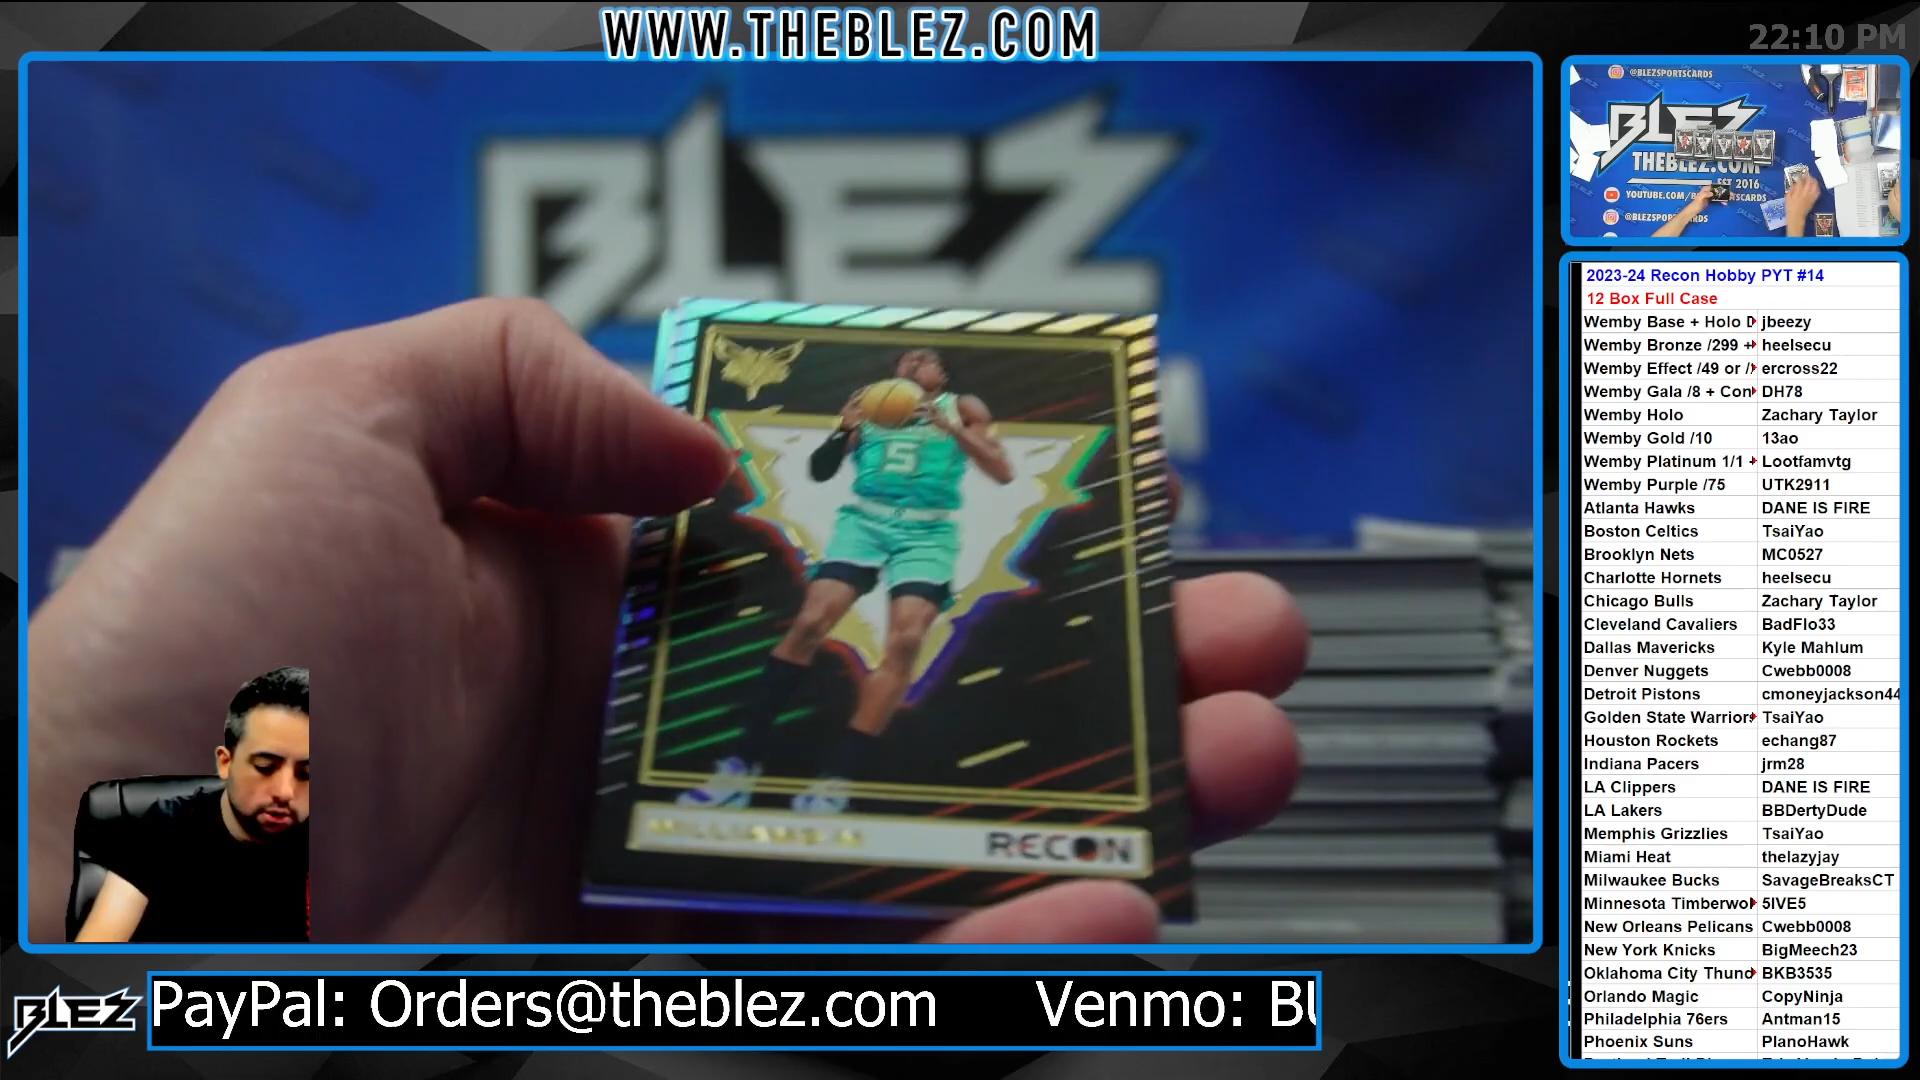 WWW.THEBLEZ.COM
22:10 PM
BLEZ
@BLEZSPORTSCARDS
BLEZ
THEBLEZ.COM
EST 2016
2023-24 Recon Hobby PYT #14
12 Box Full Case
Wemby Base + Holo D jbeezy
Wemby Bronze /299 + heelsecu
Wemby Effect /49 or / ercross22
Wemby Gala /8 + Con DH78
Wemby Holo Zachary Taylor
Wemby Gold /10 13ao
Wemby Platinum 1/1 + Lootfamvtg
Wemby Purple /75 UTK2911
Atlanta Hawks DANE IS FIRE
Boston Celtics TsaiYao
Brooklyn Nets MC0527
Charlotte Hornets heelsecu
Chicago Bulls Zachary Taylor
Cleveland Cavaliers BadFlo33
Dallas Mavericks Kyle Mahlum
Denver Nuggets Cwebb0008
Detroit Pistons cmoneyjackson44
Golden State Warriors TsaiYao
Houston Rockets echang87
Indiana Pacers jrm28
LA Clippers DANE IS FIRE
LA Lakers BBDertyDude
Memphis Grizzlies TsaiYao
Miami Heat thelazyjay
Milwaukee Bucks SavageBreaksCT
Minnesota Timberwol 5IVE5
New Orleans Pelicans Cwebb0008
New York Knicks BigMeech23
Oklahoma City Thund BKB3535
Orlando Magic CopyNinja
Philadelphia 76ers Antman15
Phoenix Suns PlanoHawk
5
RECON
BLEZ
PayPal: Orders@theblez.com Venmo: Bl